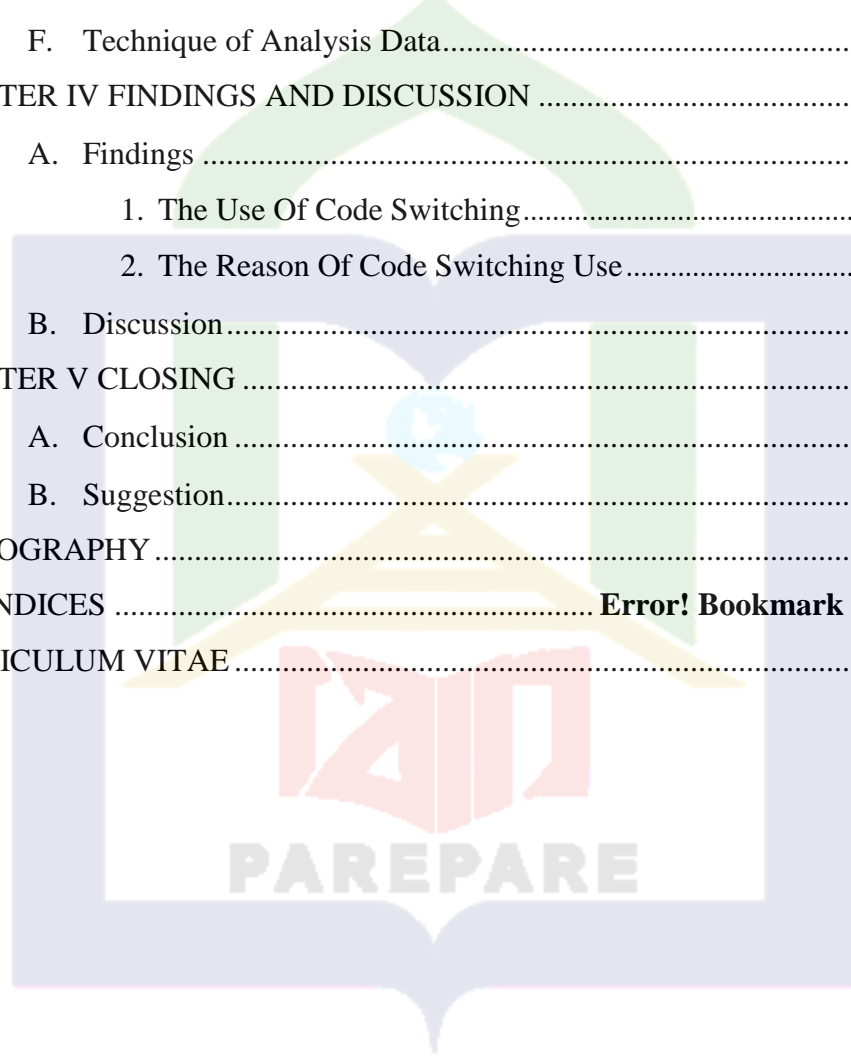 F. Technique of Analysis Data........................................................
TER IV FINDINGS AND DISCUSSION ...........................................
A. Findings ........................................................................................
1. The Use Of Code Switching.................................................
2. The Reason Of Code Switching Use...................................
B. Discussion.....................................................................................
TER V CLOSING ..............................................................................
A. Conclusion ...................................................................................
B. Suggestion.....................................................................................
OGRAPHY .........................................................................................
NDICES ................................................ Error! Bookmark
ICULUM VITAE ................................................................................
PAREPARE